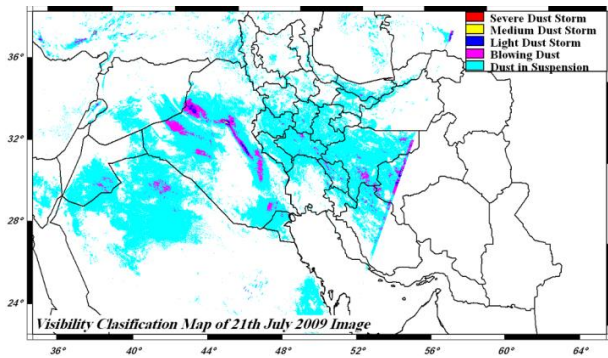 Severe Dust Storm
Medium Dust Storm
Light Dust Storm
Blowing Dust
Dust in Suspension
36°
32°
28°
24°
Visibility Clasification Map of 21th July 2009 Image
36°
40°
44°
48°
52°
56°
60°
64°